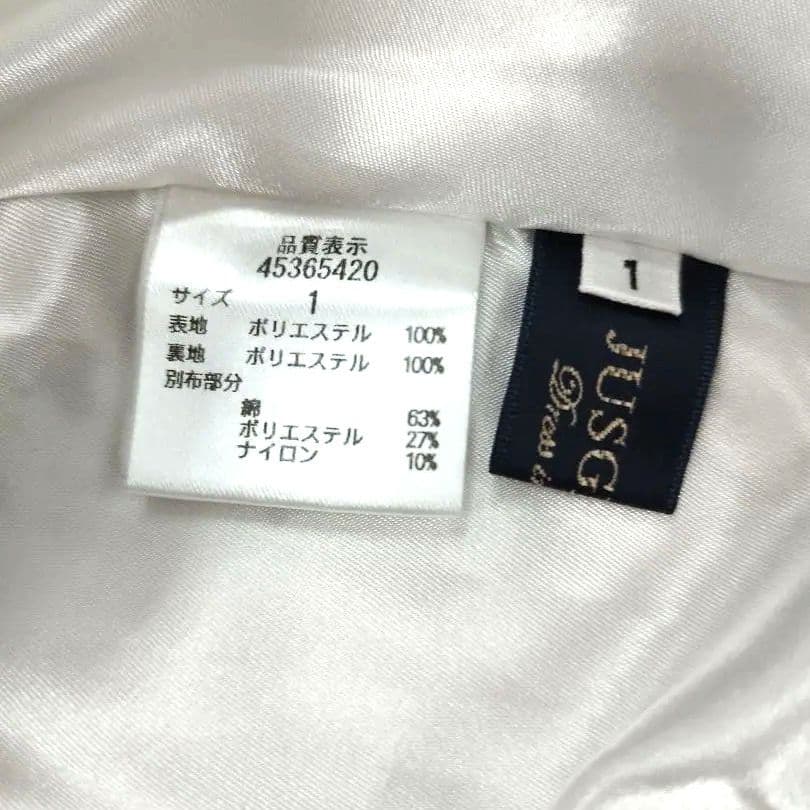 品質表示
45365420
サイズ 1
表地 ポリエステル 100%
裏地 ポリエステル 100%
別布部分
綿 63%
ポリエステル 27%
ナイロン 10%
1
JUSG
Dress